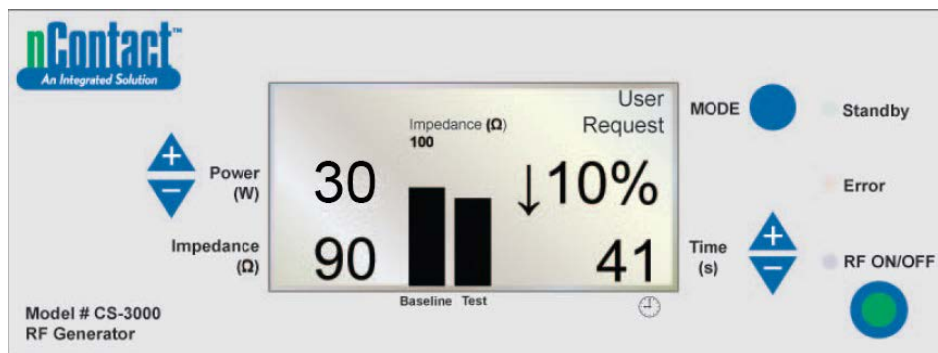 nContact™
An Integrated Solution
User
Request
MODE
Standby
Impedance (Ω)
100
Power
(W)
30
↓10%
Error
Impedance
(Ω)
90
41
Time
(s)
RF ON/OFF
Baseline Test
Model # CS-3000
RF Generator